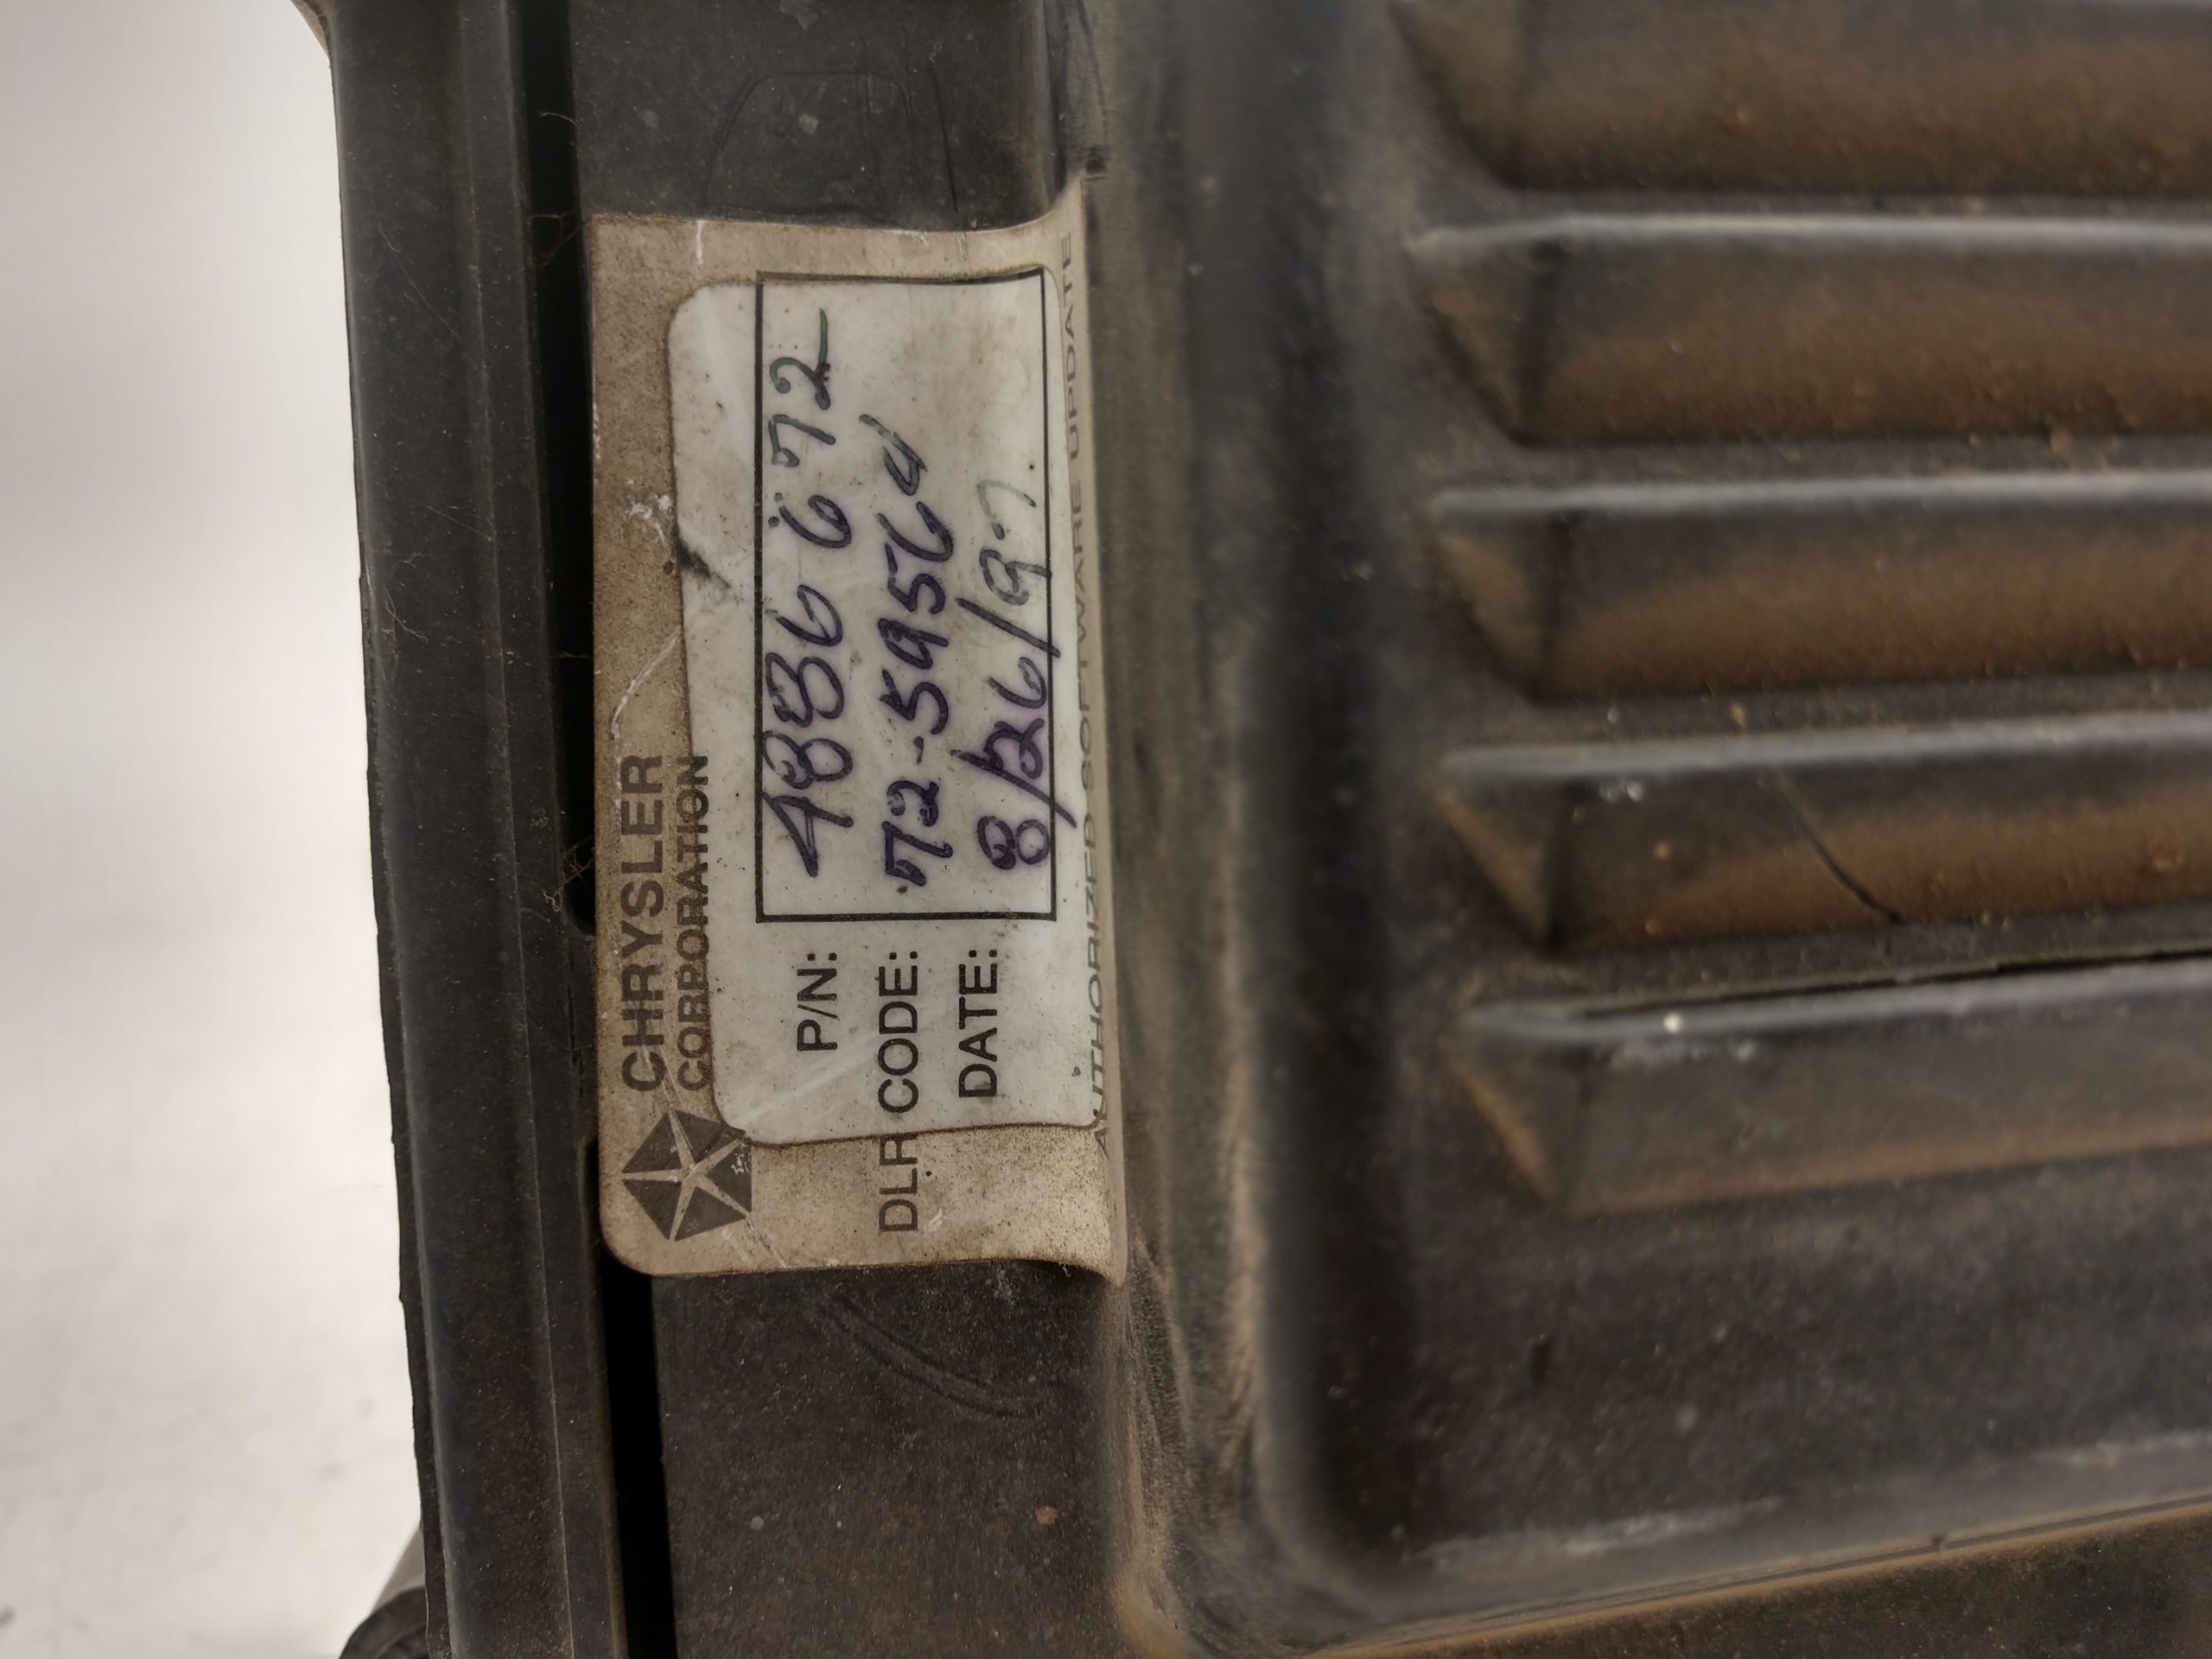 CHRYSLER
CORPORATION
P/N: 4886672
DLR CODE: 72-59564
DATE: 8/26/97
AUTHORIZED SOFTWARE UPDATE